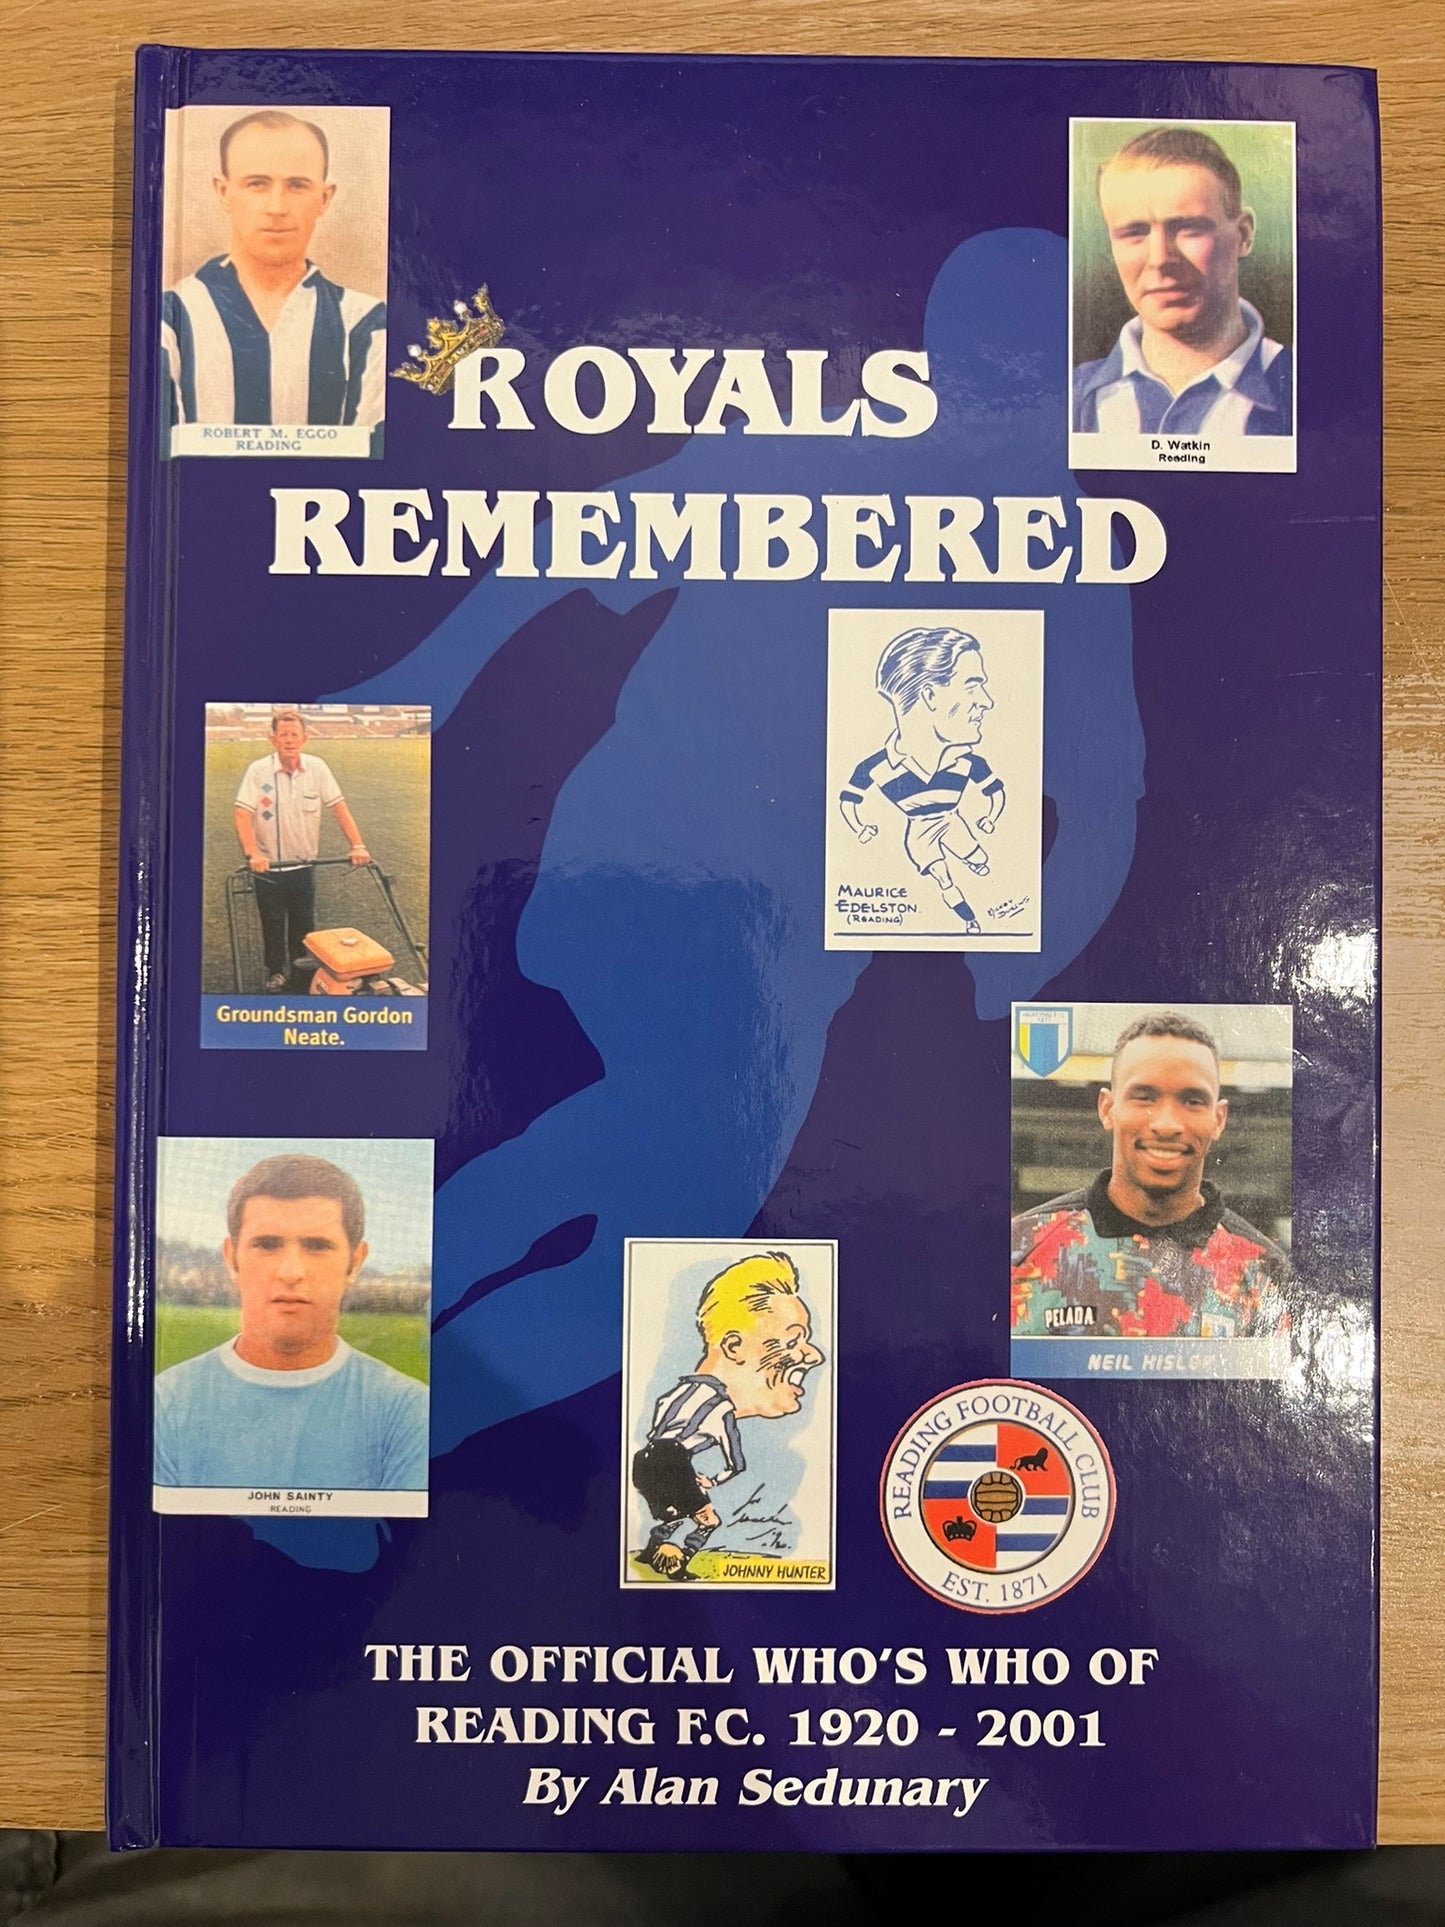 ROBERT M. EGGO
READING
D. Watkin
Reading
ROYALS
REMEMBERED
MAURICE
EDELSTON.
(READING)
Groundsman Gordon
Neate.
PELADA
NEIL HISLOP
JOHN SAINTY
READING
JOHNNY HUNTER
READING FOOTBALL CLUB
EST. 1871
THE OFFICIAL WHO'S WHO OF
READING F.C. 1920 - 2001
By Alan Sedunary